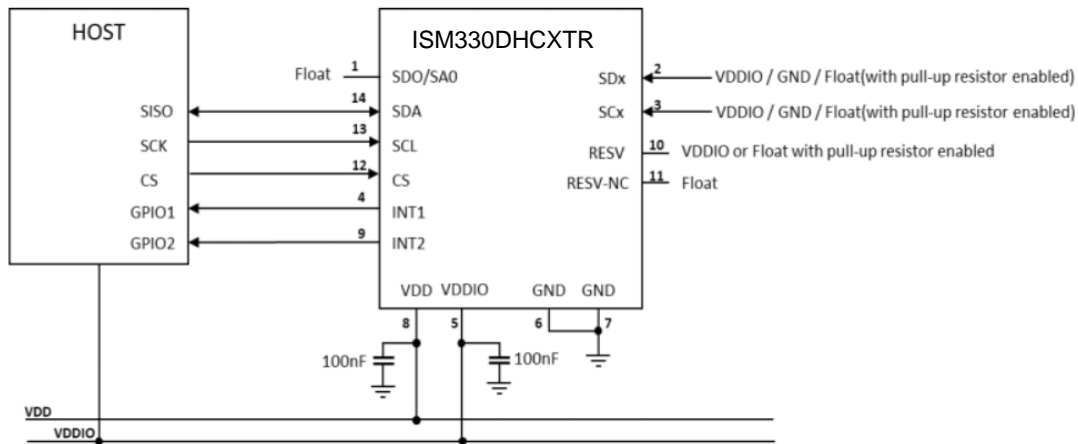 HOST
ISM330DHCXTR
Float 1 SDO/SA0
SDx 2 VDDIO / GND / Float(with pull-up resistor enabled)
SISO 14 SDA
SCx 3 VDDIO / GND / Float(with pull-up resistor enabled)
SCK 13 SCL
RESV 10 VDDIO or Float with pull-up resistor enabled
CS 12 CS
RESV-NC 11 Float
GPIO1 4 INT1
GPIO2 9 INT2
VDD VDDIO GND GND
8 5 6 7
100nF 100nF
VDD
VDDIO